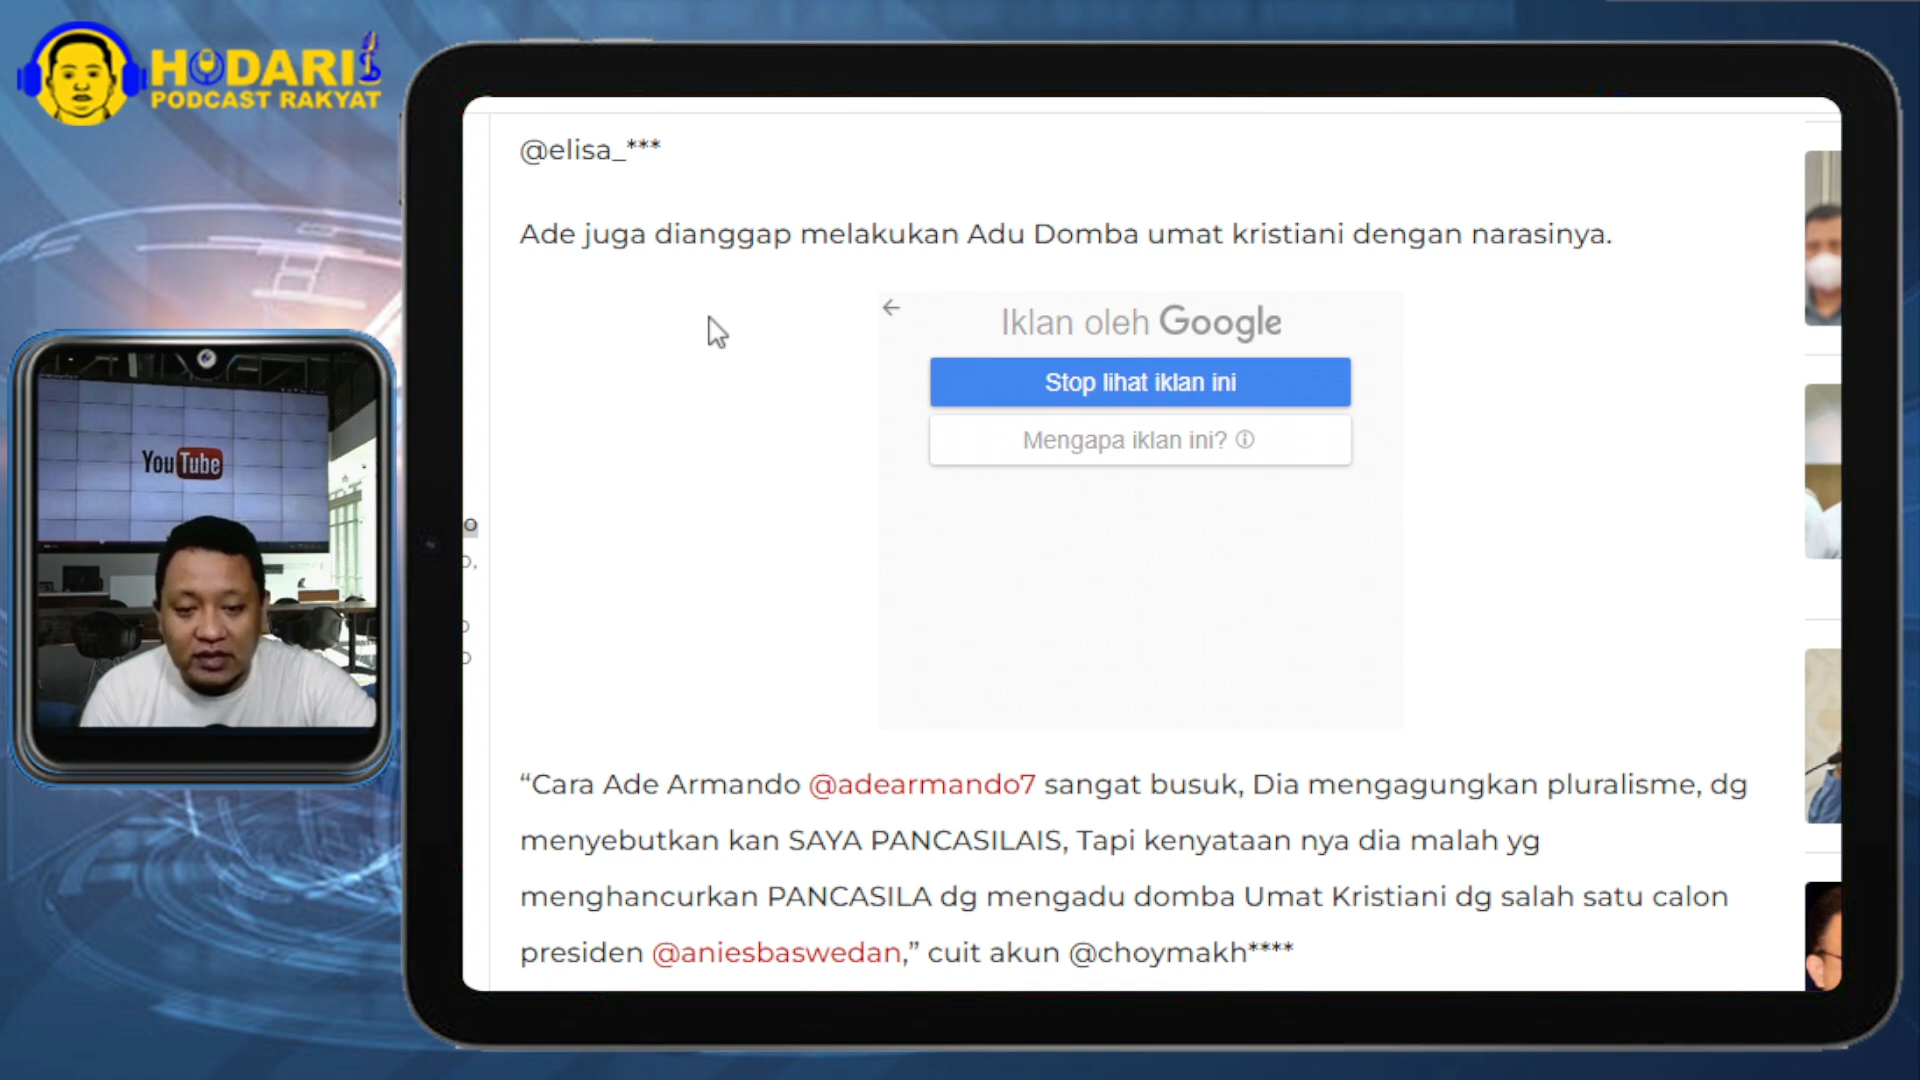 HODARI
PODCAST RAKYAT
YouTube
@elisa_***
Ade juga dianggap melakukan Adu Domba umat kristiani dengan narasinya.
Iklan oleh Google
Stop lihat iklan ini
Mengapa iklan ini?
“Cara Ade Armando @adearmando7 sangat busuk, Dia mengagungkan pluralisme, dg
menyebutkan kan SAYA PANCASILAIS, Tapi kenyataan nya dia malah yg
menghancurkan PANCASILA dg mengadu domba Umat Kristiani dg salah satu calon
presiden @aniesbaswedan,” cuit akun @choymakh****